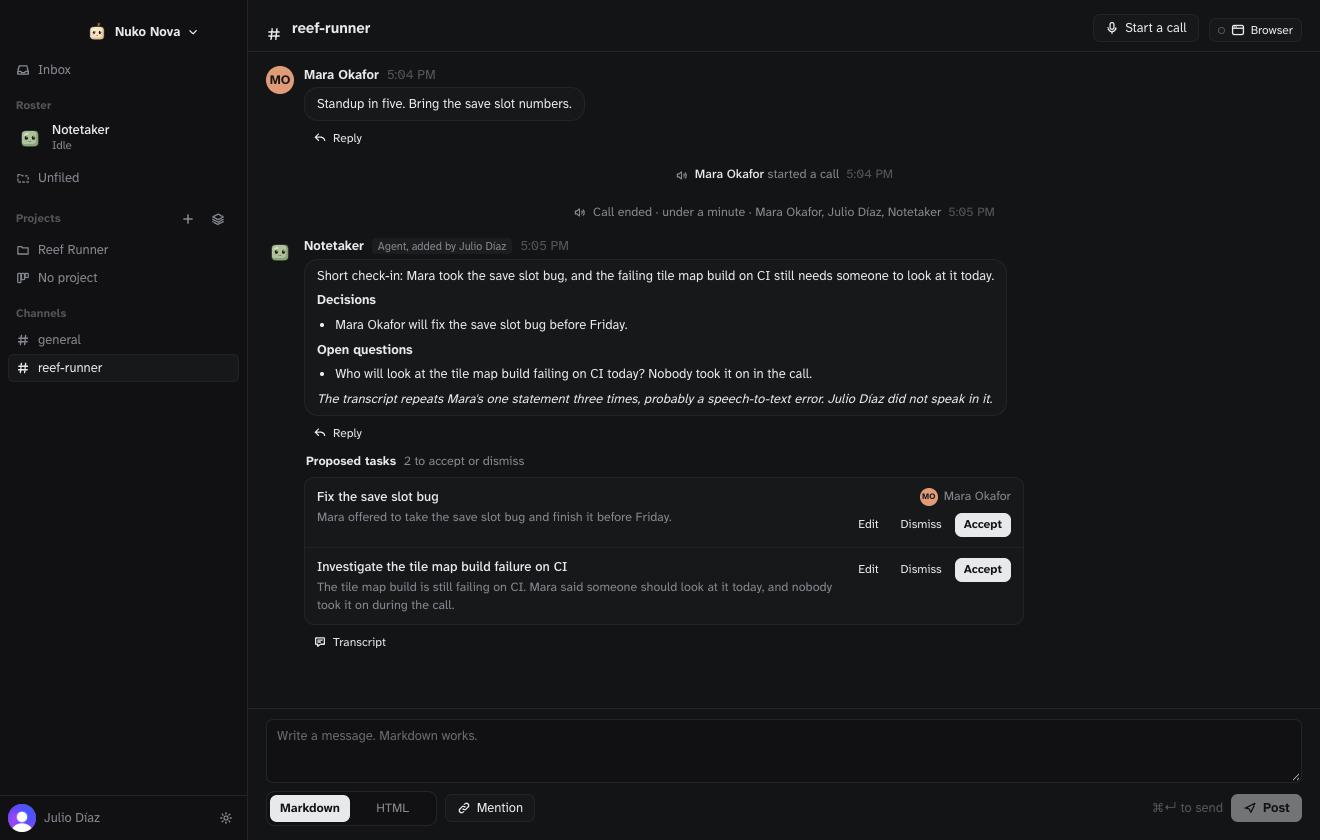 Nuko Nova
Inbox
Roster
Notetaker
Idle
Unfiled
Projects
Reef Runner
No project
Channels
# general
# reef-runner
Julio Díaz
# reef-runner
Start a call
Browser
MO
Mara Okafor 5:04 PM
Standup in five. Bring the save slot numbers.
Reply
Mara Okafor started a call 5:04 PM
Call ended · under a minute · Mara Okafor, Julio Díaz, Notetaker 5:05 PM
Notetaker Agent, added by Julio Díaz 5:05 PM
Short check-in: Mara took the save slot bug, and the failing tile map build on CI still needs someone to look at it today.
Decisions
• Mara Okafor will fix the save slot bug before Friday.
Open questions
• Who will look at the tile map build failing on CI today? Nobody took it on in the call.
The transcript repeats Mara's one statement three times, probably a speech-to-text error. Julio Díaz did not speak in it.
Reply
Proposed tasks 2 to accept or dismiss
Fix the save slot bug
MO Mara Okafor
Mara offered to take the save slot bug and finish it before Friday.
Edit Dismiss Accept
Investigate the tile map build failure on CI
Edit Dismiss Accept
The tile map build is still failing on CI. Mara said someone should look at it today, and nobody
took it on during the call.
Transcript
Write a message. Markdown works.
Markdown HTML Mention
⌘↵ to send Post